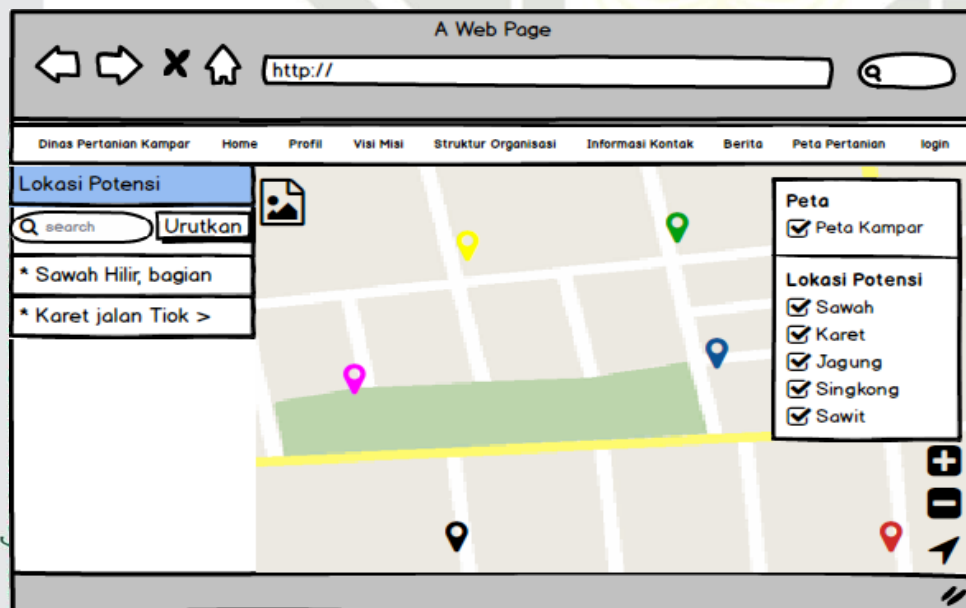 A Web Page
http://
Dinas Pertanian Kampar Home Profil Visi Misi Struktur Organisasi Informasi Kontak Berita Peta Pertanian login
Lokasi Potensi
search Urutkan
* Sawah Hilir, bagian
* Karet jalan Tiok >
Peta
Peta Kampar
Lokasi Potensi
Sawah
Karet
Jagung
Singkong
Sawit